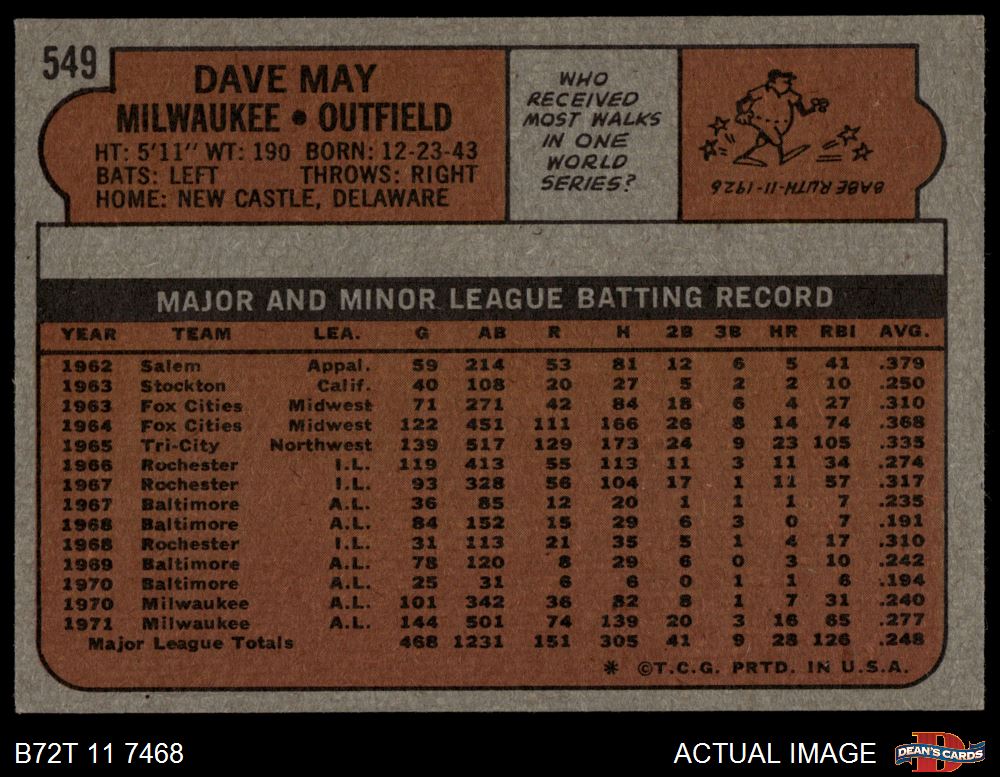 549
DAVE MAY
MILWAUKEE • OUTFIELD
HT: 5'11" WT: 190 BORN: 12-23-43
BATS: LEFT THROWS: RIGHT
HOME: NEW CASTLE, DELAWARE
WHO
RECEIVED
MOST WALKS
IN ONE
WORLD
SERIES?
BABE RUTH-11-1926
MAJOR AND MINOR LEAGUE BATTING RECORD
YEAR TEAM LEA. G AB R H 2B 3B HR RBI AVG.
1962 Salem Appal. 59 214 53 81 12 6 5 41 .379
1963 Stockton Calif. 40 108 20 27 5 2 2 10 .250
1963 Fox Cities Midwest 71 271 42 84 18 6 4 27 .310
1964 Fox Cities Midwest 122 451 111 166 26 8 14 74 .368
1965 Tri-City Northwest 139 517 129 173 24 9 23 105 .335
1966 Rochester I.L. 119 413 55 113 11 3 11 34 .274
1967 Rochester I.L. 93 328 56 104 17 1 11 57 .317
1967 Baltimore A.L. 36 85 12 20 1 1 1 7 .235
1968 Baltimore A.L. 84 152 15 29 6 3 0 7 .191
1968 Rochester I.L. 31 113 21 35 5 1 4 17 .310
1969 Baltimore A.L. 78 120 8 29 6 0 3 10 .242
1970 Baltimore A.L. 25 31 6 6 0 1 1 6 .194
1970 Milwaukee A.L. 101 342 36 82 8 1 7 31 .240
1971 Milwaukee A.L. 144 501 74 139 20 3 16 65 .277
Major League Totals 468 1231 151 305 41 9 28 126 .248
* ©T.C.G. PRTD. IN U.S.A.
B72T 11 7468
ACTUAL IMAGE
D
DEAN'S CARDS